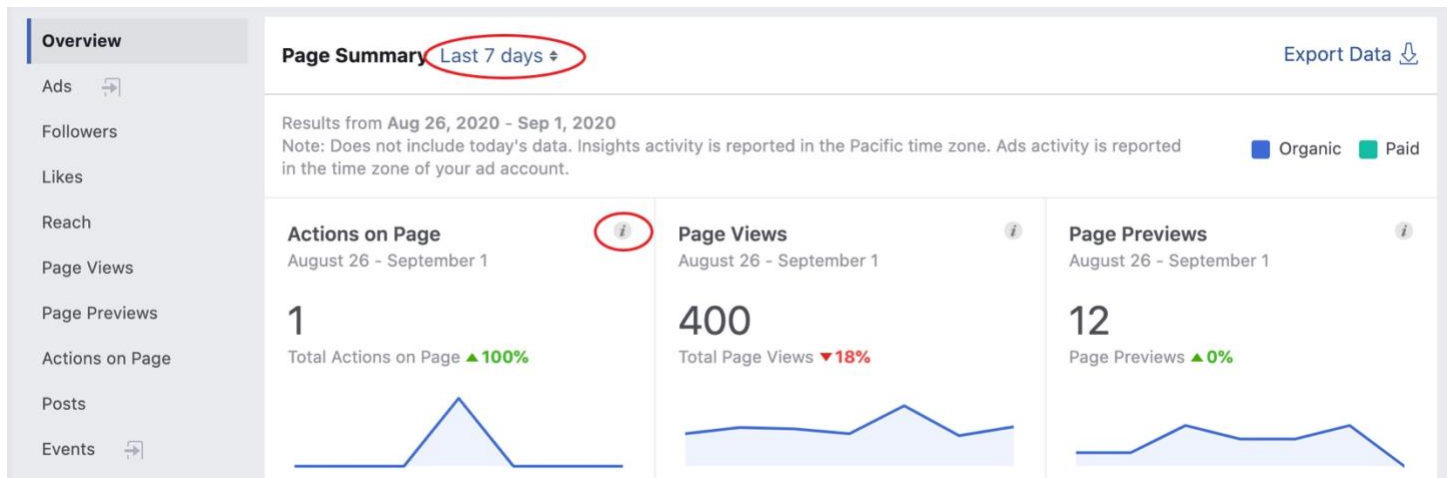 Overview
Ads
Followers
Likes
Reach
Page Views
Page Previews
Actions on Page
Posts
Events
Page Summary Last 7 days
Export Data
Results from Aug 26, 2020 - Sep 1, 2020
Note: Does not include today's data. Insights activity is reported in the Pacific time zone. Ads activity is reported
in the time zone of your ad account.
Organic Paid
Actions on Page i
August 26 - September 1
1
Total Actions on Page ▲ 100%
Page Views i
August 26 - September 1
400
Total Page Views ▼ 18%
Page Previews i
August 26 - September 1
12
Page Previews ▲ 0%